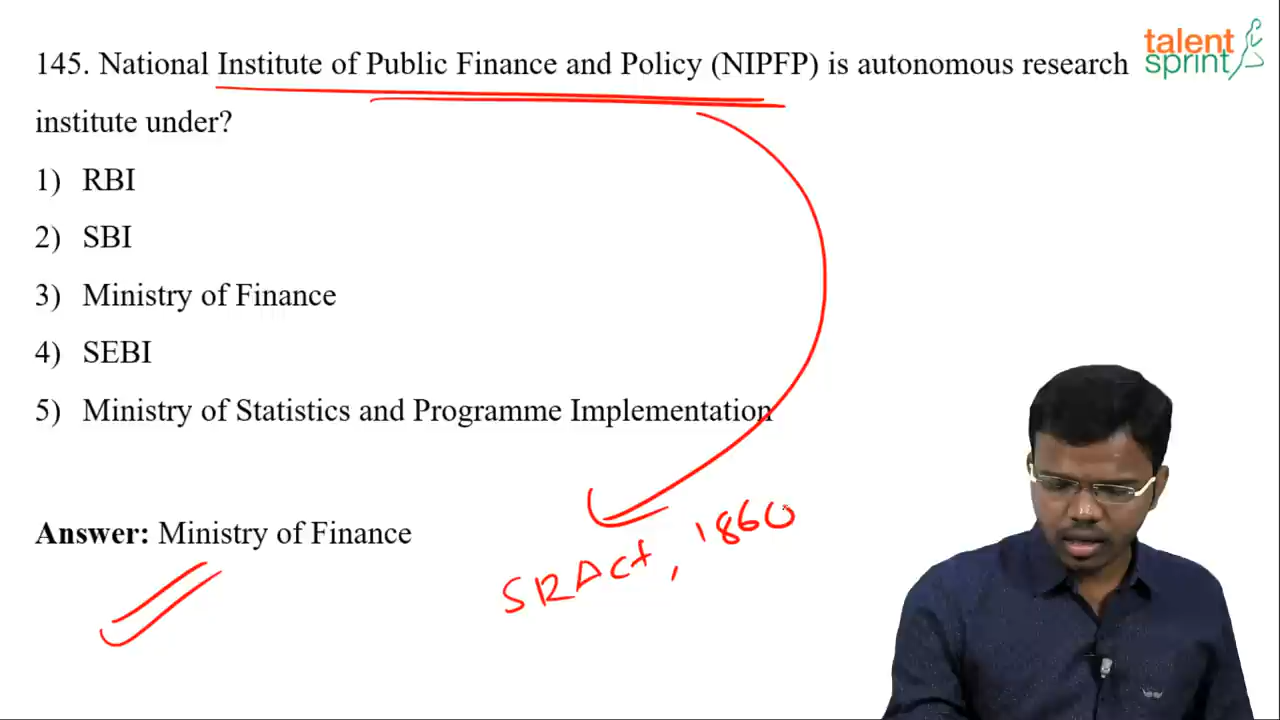 talent
sprint
145. National Institute of Public Finance and Policy (NIPFP) is autonomous research
institute under?
1) RBI
2) SBI
3) Ministry of Finance
4) SEBI
5) Ministry of Statistics and Programme Implementation
Answer: Ministry of Finance
SRAct, 1860